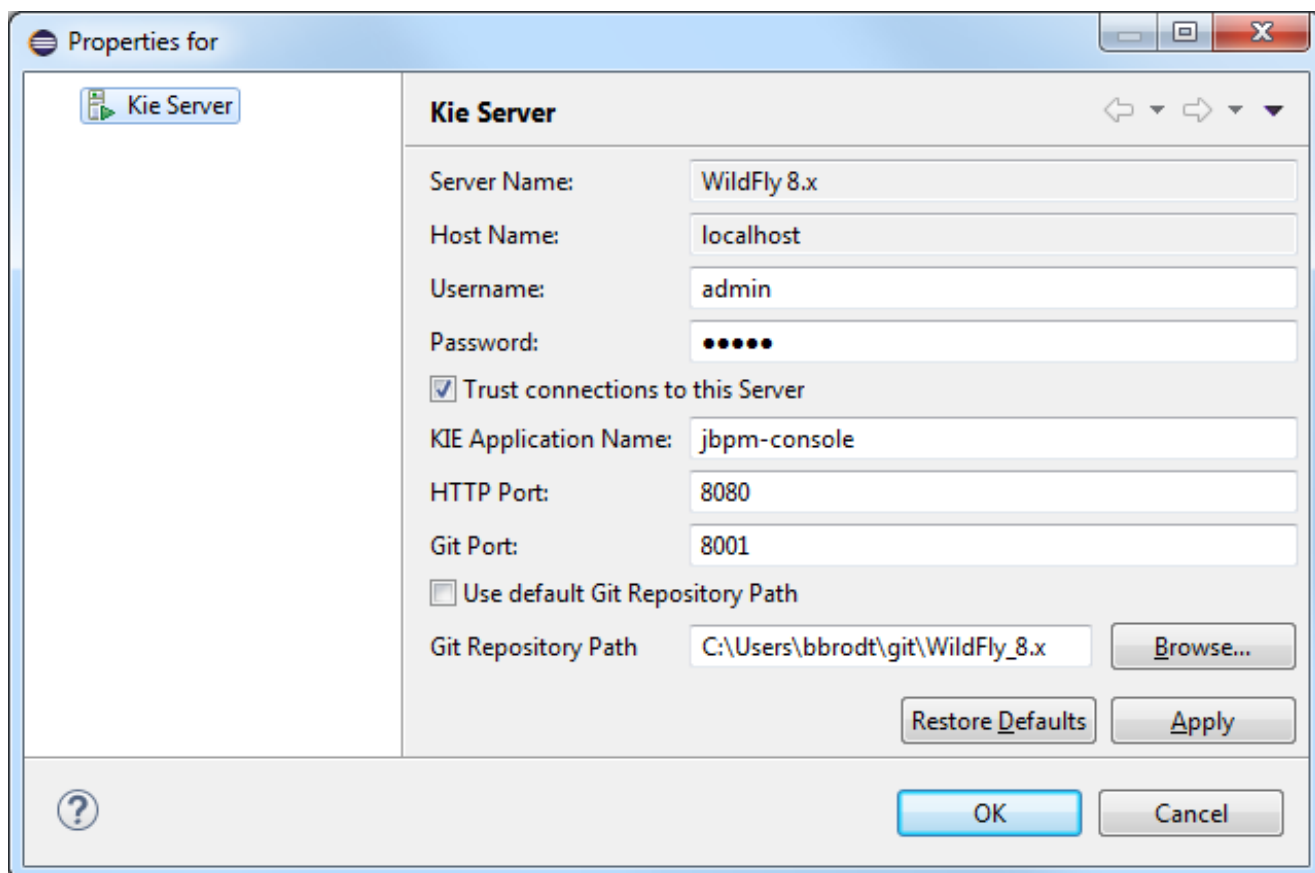 Properties for
Kie Server
Kie Server
Server Name: WildFly 8.x
Host Name: localhost
Username: admin
Password: •••••
Trust connections to this Server
KIE Application Name: jbpm-console
HTTP Port: 8080
Git Port: 8001
Use default Git Repository Path
Git Repository Path C:\Users\bbrodt\git\WildFly_8.x Browse...
Restore Defaults Apply
? OK Cancel